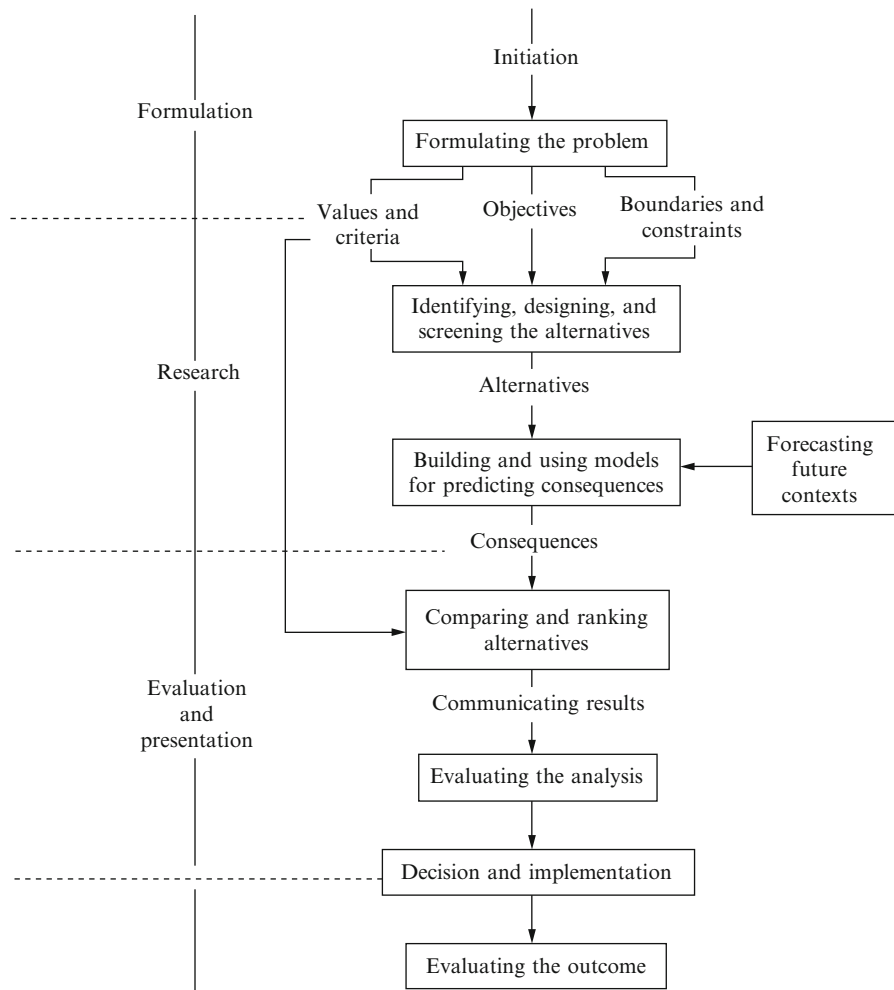 Initiation
Formulation
Formulating the problem
Values and
criteria
Objectives
Boundaries and
constraints
Identifying, designing, and
screening the alternatives
Research
Alternatives
Building and using models
for predicting consequences
Forecasting
future
contexts
Consequences
Comparing and ranking
alternatives
Evaluation
and
presentation
Communicating results
Evaluating the analysis
Decision and implementation
Evaluating the outcome